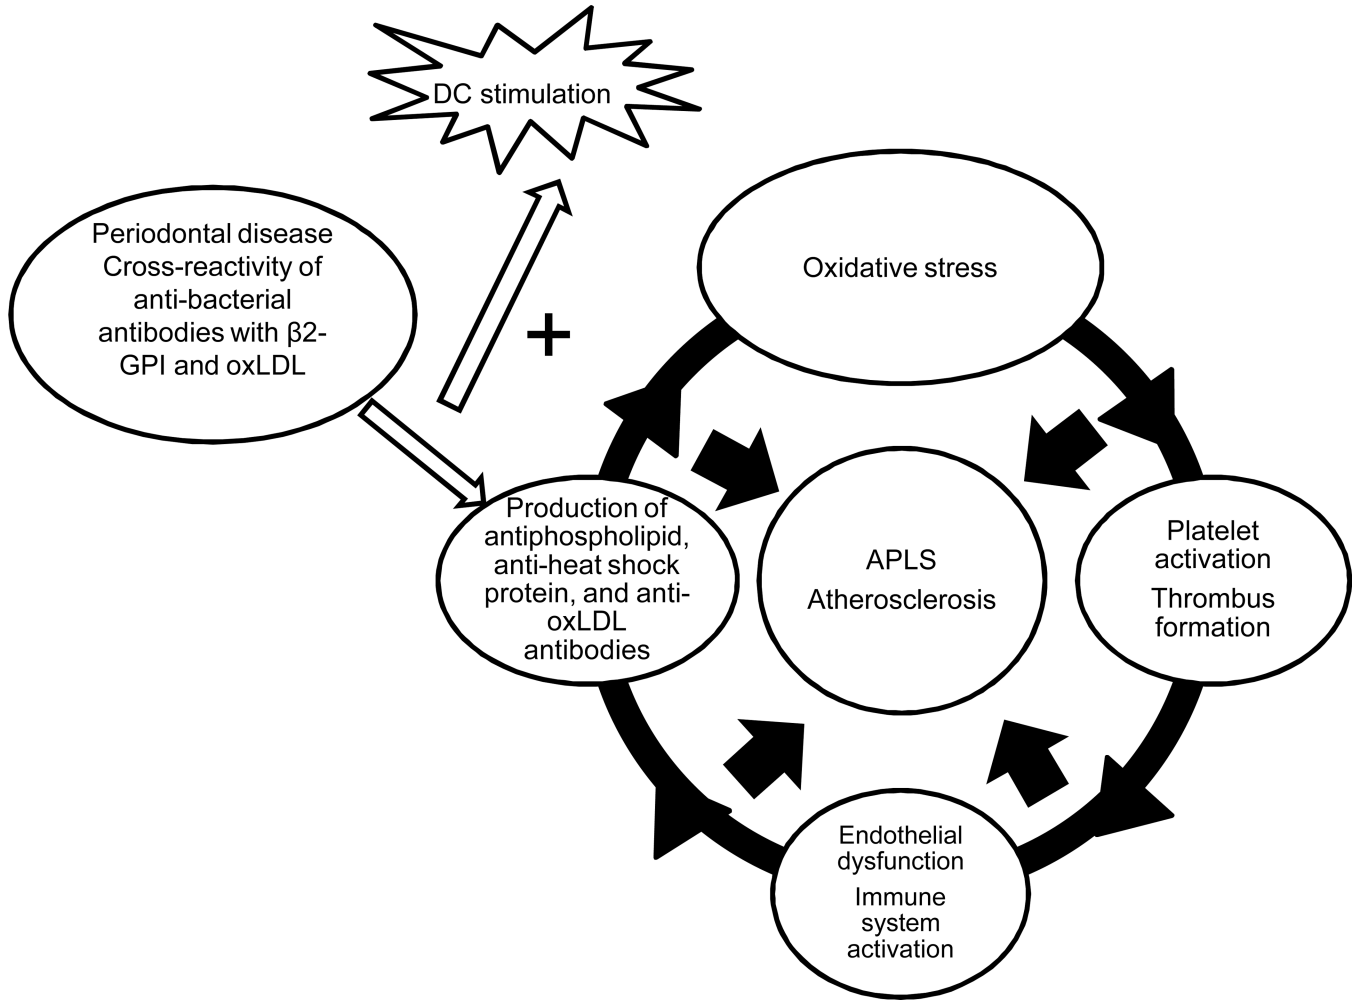 DC stimulation
Periodontal disease
Cross-reactivity of
anti-bacterial
antibodies with β2-
GPI and oxLDL
+
Oxidative stress
Production of
antiphospholipid,
anti-heat shock
protein, and anti-
oxLDL
antibodies
APLS
Atherosclerosis
Platelet
activation
Thrombus
formation
Endothelial
dysfunction
Immune
system
activation